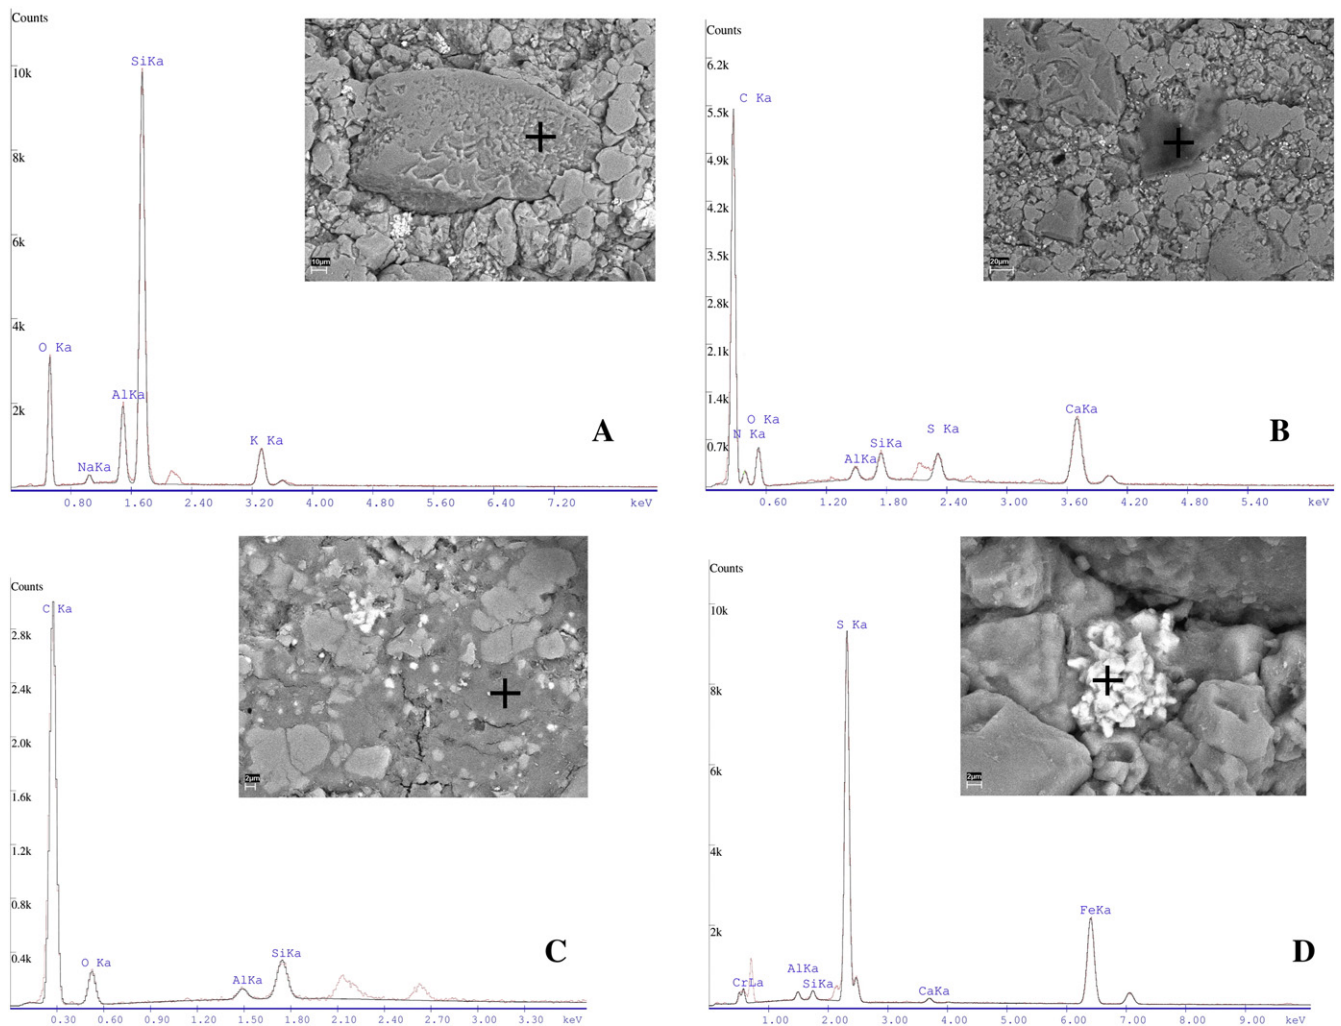 Counts
10k
8k
6k
4k
2k
SiKa
O Ka
AlKa
NaKa
K Ka
10µm
A
0.80 1.60 2.40 3.20 4.00 4.80 5.60 6.40 7.20 keV
Counts
6.2k
5.5k
4.9k
4.2k
3.5k
2.8k
2.1k
1.4k
0.7k
C Ka
O Ka
N Ka
AlKa
SiKa
S Ka
CaKa
20µm
B
0.60 1.20 1.80 2.40 3.00 3.60 4.20 4.80 5.40 keV
Counts
2.8k
2.4k
2.0k
1.6k
1.2k
0.8k
0.4k
C Ka
O Ka
AlKa
SiKa
2µm
C
0.30 0.60 0.90 1.20 1.50 1.80 2.10 2.40 2.70 3.00 3.30 keV
Counts
10k
8k
6k
4k
2k
S Ka
FeKa
CrLa
AlKa
SiKa
CaKa
2µm
D
1.00 2.00 3.00 4.00 5.00 6.00 7.00 8.00 9.00 keV